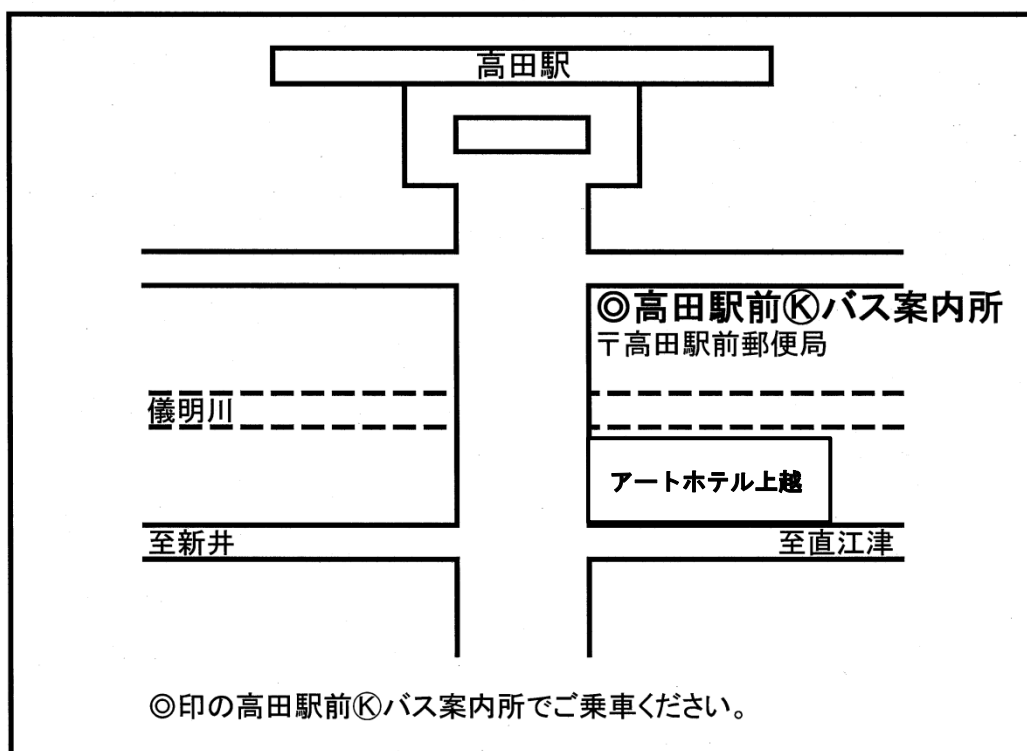 高田駅
◎高田駅前Ⓚバス案内所
〒高田駅前郵便局
儀明川
アートホテル上越
至新井
至直江津
◎印の高田駅前Ⓚバス案内所でご乗車ください。